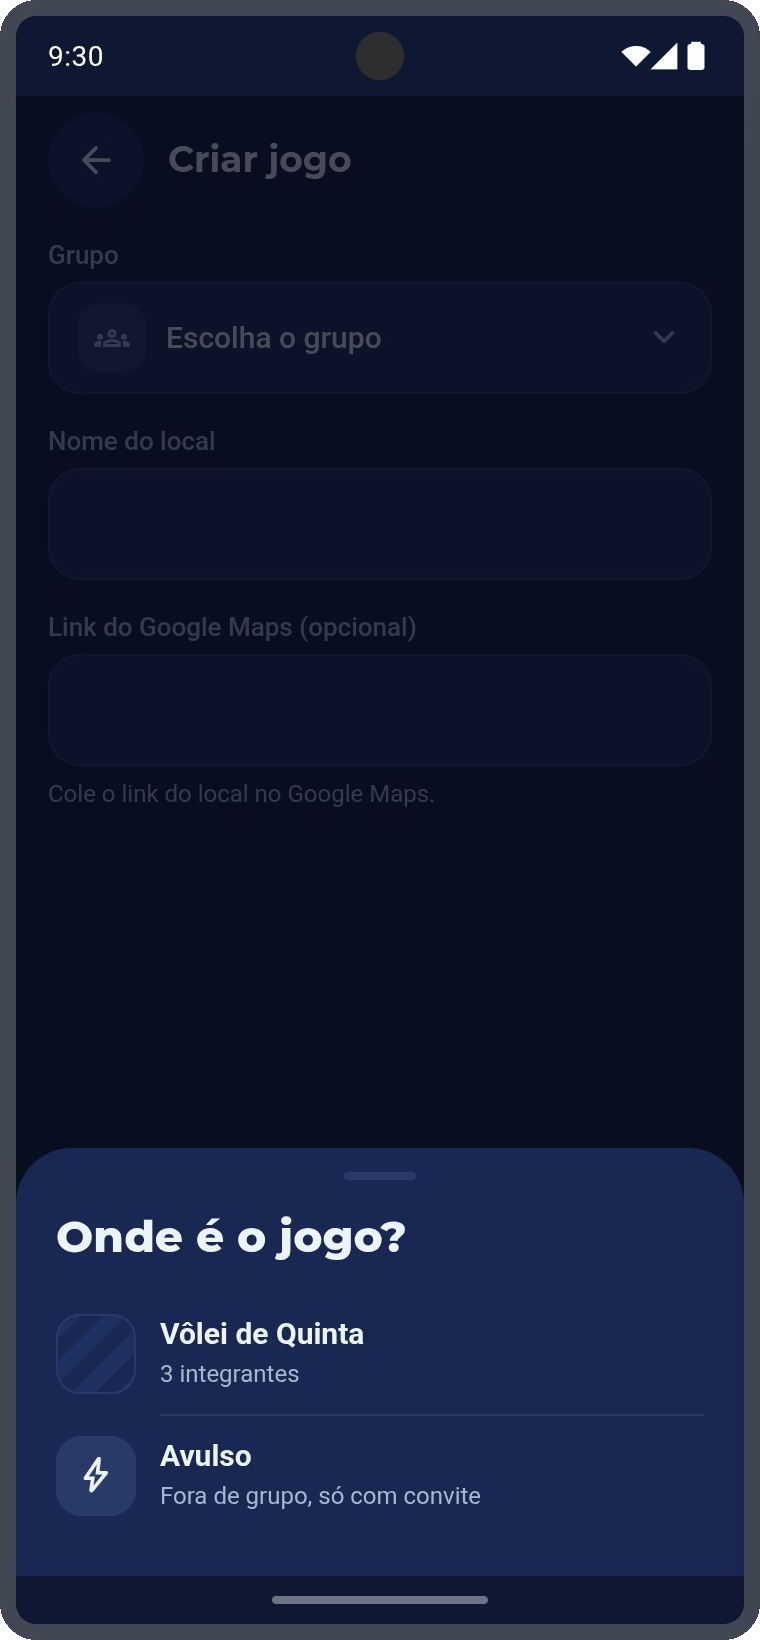 9:30
Criar jogo
Grupo
Escolha o grupo
Nome do local
Link do Google Maps (opcional)
Cole o link do local no Google Maps.
Onde é o jogo?
Vôlei de Quinta
3 integrantes
Avulso
Fora de grupo, só com convite